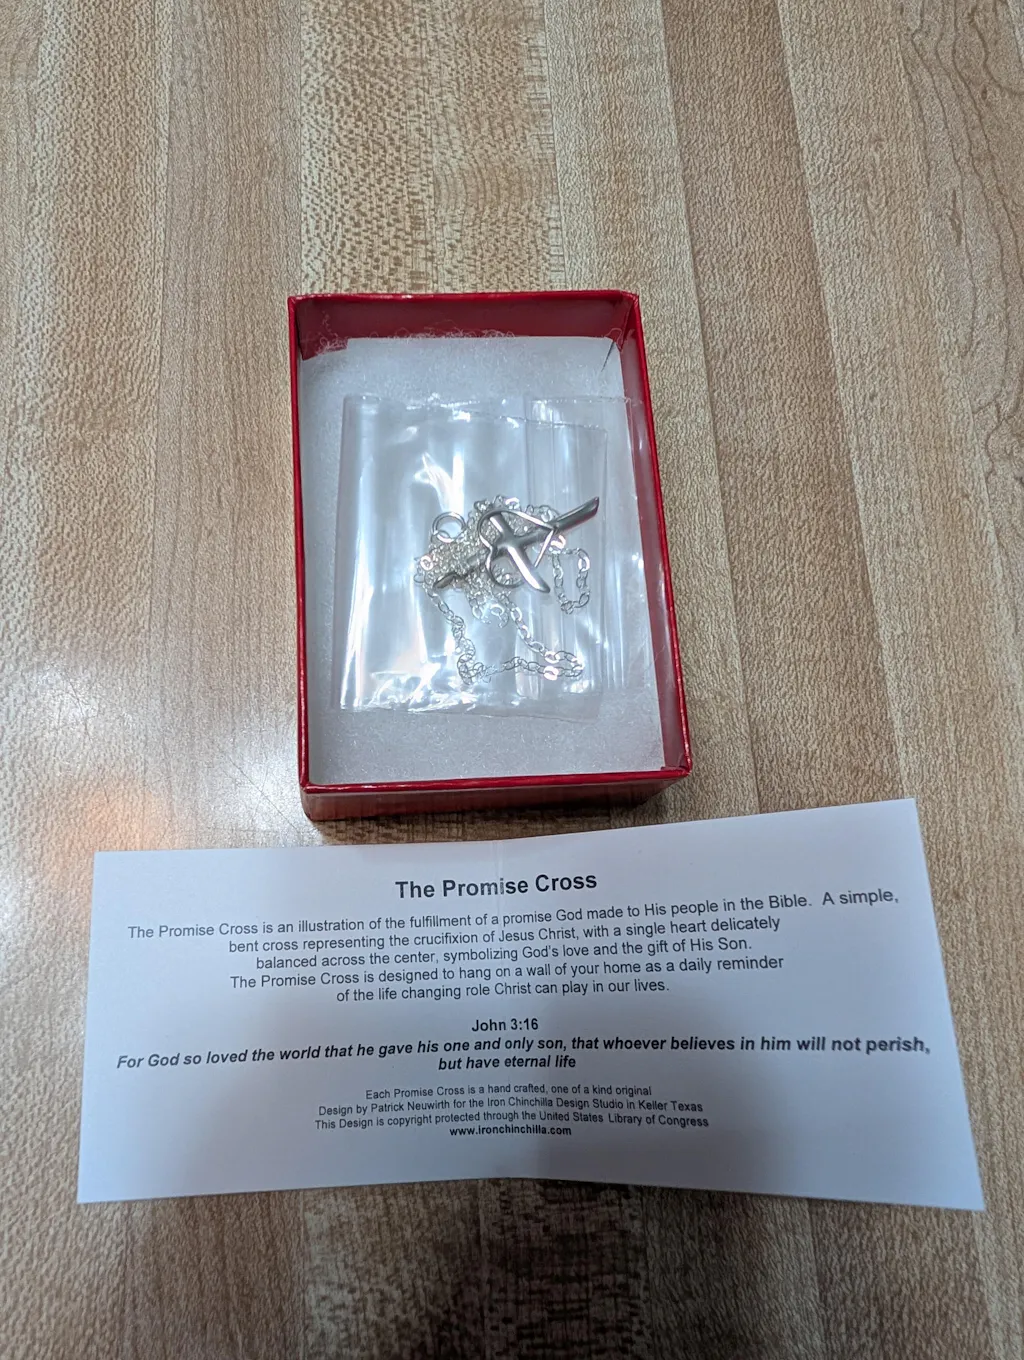 The Promise Cross
The Promise Cross is an illustration of the fulfillment of a promise God made to His people in the Bible. A simple,
bent cross representing the crucifixion of Jesus Christ, with a single heart delicately
balanced across the center, symbolizing God's love and the gift of His Son.
The Promise Cross is designed to hang on a wall of your home as a daily reminder
of the life changing role Christ can play in our lives.
John 3:16
For God so loved the world that he gave his one and only son, that whoever believes in him will not perish,
but have eternal life
Each Promise Cross is a hand crafted, one of a kind original
Design by Patrick Neuwirth for the Iron Chinchilla Design Studio in Keller Texas
This Design is copyright protected through the United States Library of Congress
www.ironchinchilla.com